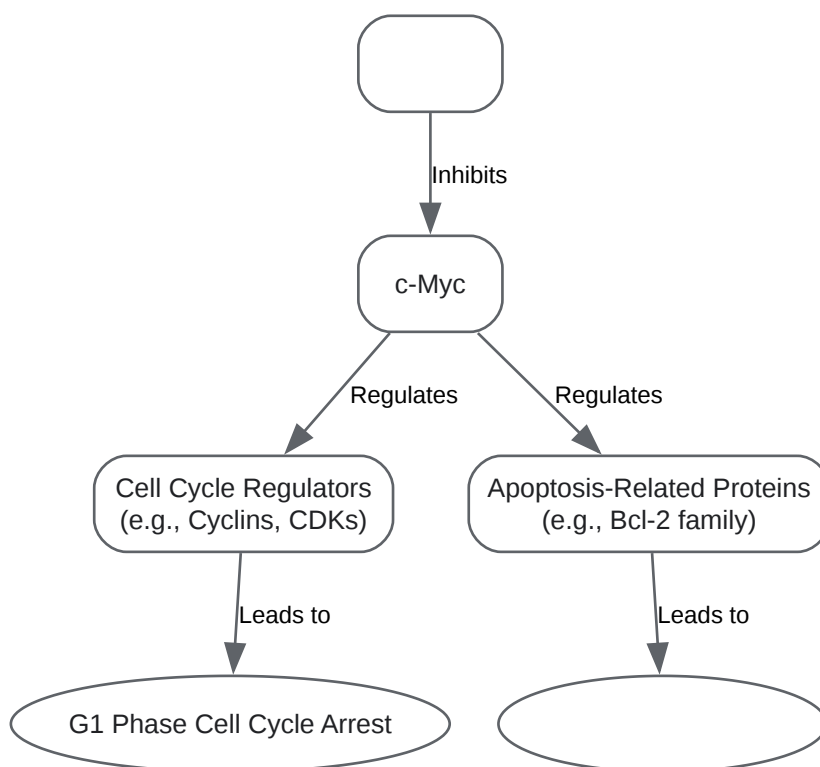 Inhibits
c-Myc
Regulates
Regulates
Cell Cycle Regulators
(e.g., Cyclins, CDKs)
Apoptosis-Related Proteins
(e.g., Bcl-2 family)
Leads to
Leads to
G1 Phase Cell Cycle Arrest